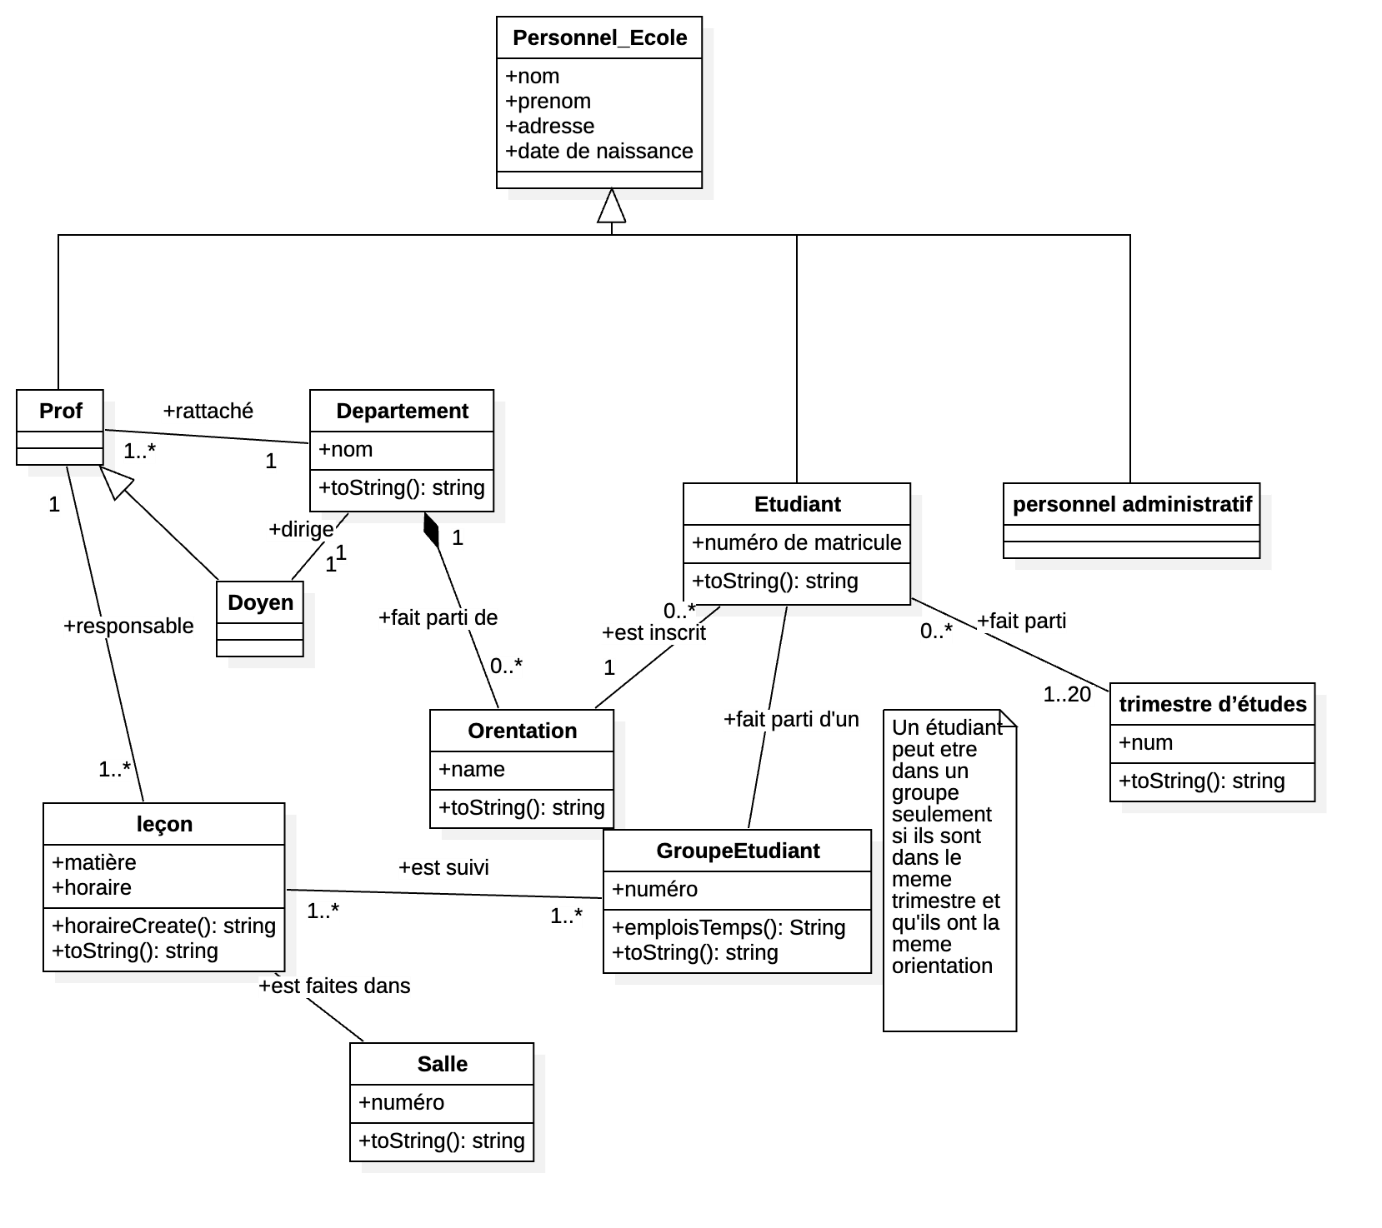 Personnel_Ecole
+nom
+prenom
+adresse
+date de naissance
Prof
+rattaché
1..*
1
Departement
+nom
+toString(): string
+dirige
1
1
1
Doyen
1
+responsable
1..*
+fait parti de
0..*
Etudiant
+numéro de matricule
+toString(): string
personnel administratif
0..*
+est inscrit
1
0..*
+fait parti
1..20
trimestre d’études
+num
+toString(): string
+fait parti d'un
Orentation
+name
+toString(): string
Un étudiant
peut etre
dans un
groupe
seulement
si ils sont
dans le
meme
trimestre et
qu'ils ont la
meme
orientation
leçon
+matière
+horaire
+horaireCreate(): string
+toString(): string
+est suivi
1..*
1..*
GroupeEtudiant
+numéro
+emploisTemps(): String
+toString(): string
+est faites dans
Salle
+numéro
+toString(): string